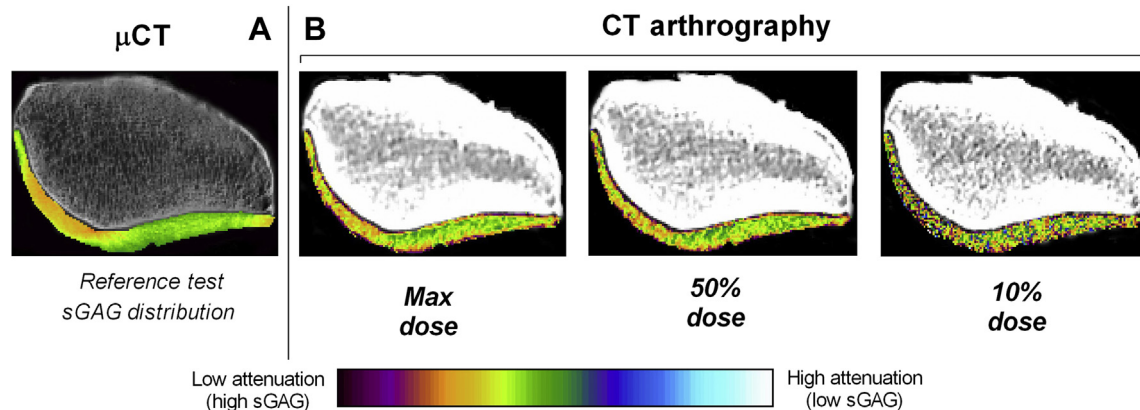 μCT
A
B
CT arthrography
Reference test
sGAG distribution
Max
dose
50%
dose
10%
dose
Low attenuation
(high sGAG)
High attenuation
(low sGAG)